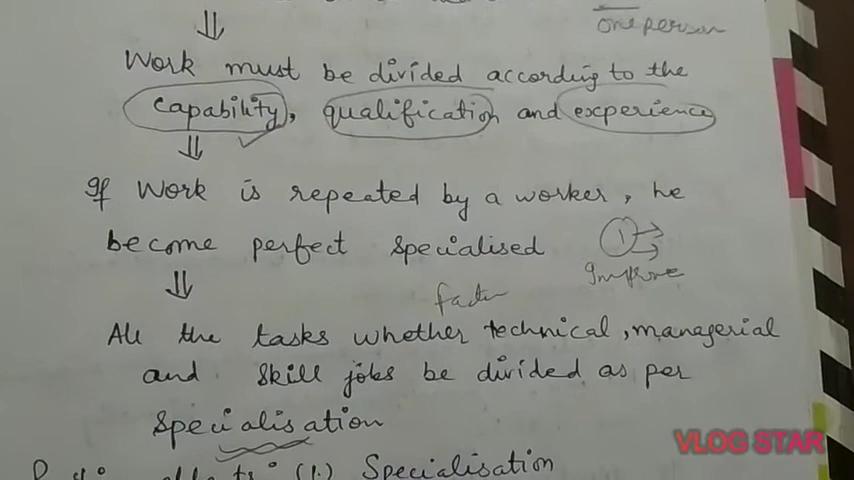 one person
Work must be divided according to the
capability, qualification and experience
If Work is repeated by a worker, he
become perfect specialised
1
Improve
All the tasks whether technical, managerial
and skill jobs be divided as per
specialisation
(1.) Specialisation
VLOG STAR